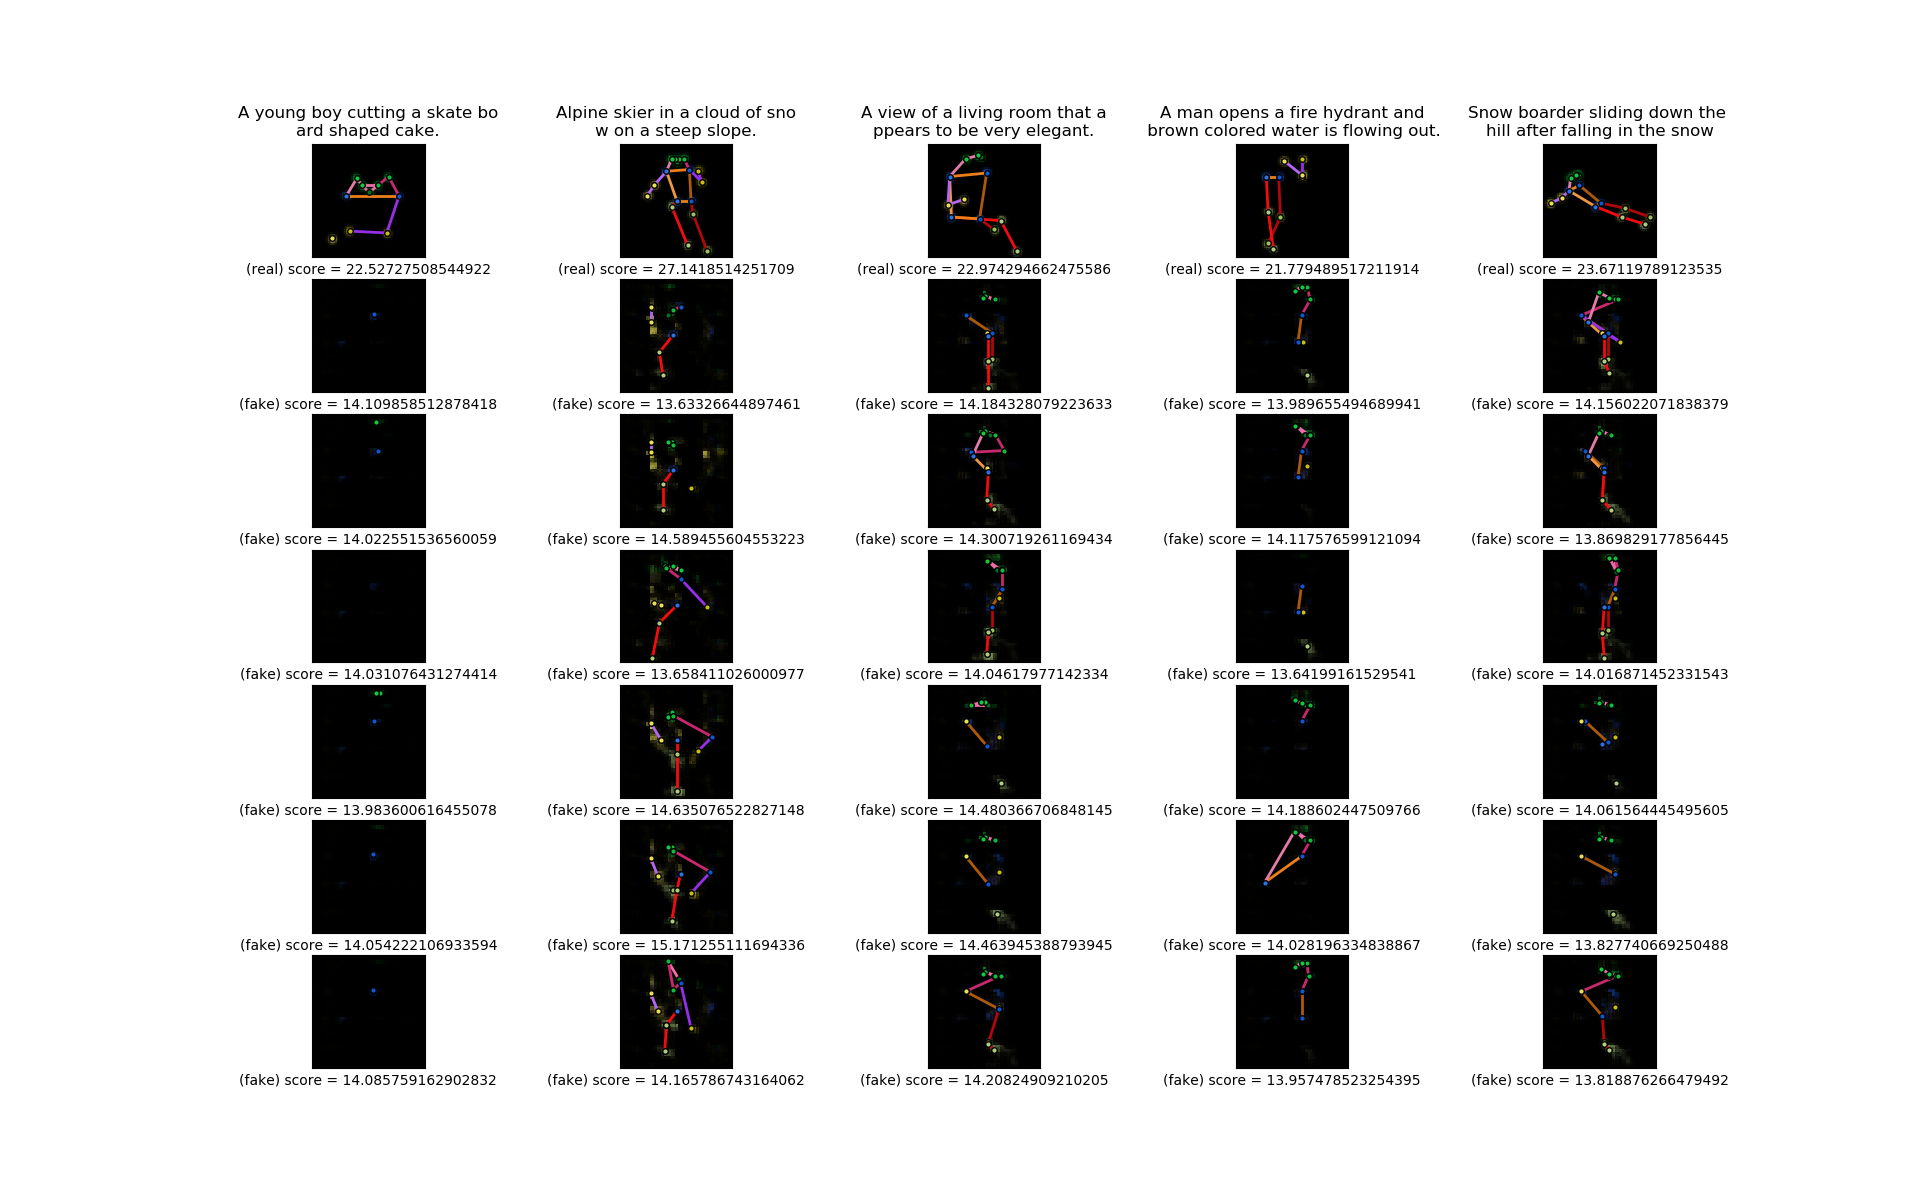 A young boy cutting a skate bo
ard shaped cake.
Alpine skier in a cloud of sno
w on a steep slope.
A view of a living room that a
ppears to be very elegant.
A man opens a fire hydrant and
brown colored water is flowing out.
Snow boarder sliding down the
hill after falling in the snow
(real) score = 22.52727508544922
(real) score = 27.1418514251709
(real) score = 22.974294662475586
(real) score = 21.779489517211914
(real) score = 23.67119789123535
(fake) score = 14.109858512878418
(fake) score = 13.63326644897461
(fake) score = 14.184328079223633
(fake) score = 13.989655494689941
(fake) score = 14.156022071838379
(fake) score = 14.022551536560059
(fake) score = 14.589455604553223
(fake) score = 14.300719261169434
(fake) score = 14.117576599121094
(fake) score = 13.869829177856445
(fake) score = 14.031076431274414
(fake) score = 13.658411026000977
(fake) score = 14.04617977142334
(fake) score = 13.64199161529541
(fake) score = 14.016871452331543
(fake) score = 13.983600616455078
(fake) score = 14.635076522827148
(fake) score = 14.480366706848145
(fake) score = 14.188602447509766
(fake) score = 14.061564445495605
(fake) score = 14.054222106933594
(fake) score = 15.171255111694336
(fake) score = 14.463945388793945
(fake) score = 14.028196334838867
(fake) score = 13.827740669250488
(fake) score = 14.085759162902832
(fake) score = 14.165786743164062
(fake) score = 14.20824909210205
(fake) score = 13.957478523254395
(fake) score = 13.818876266479492